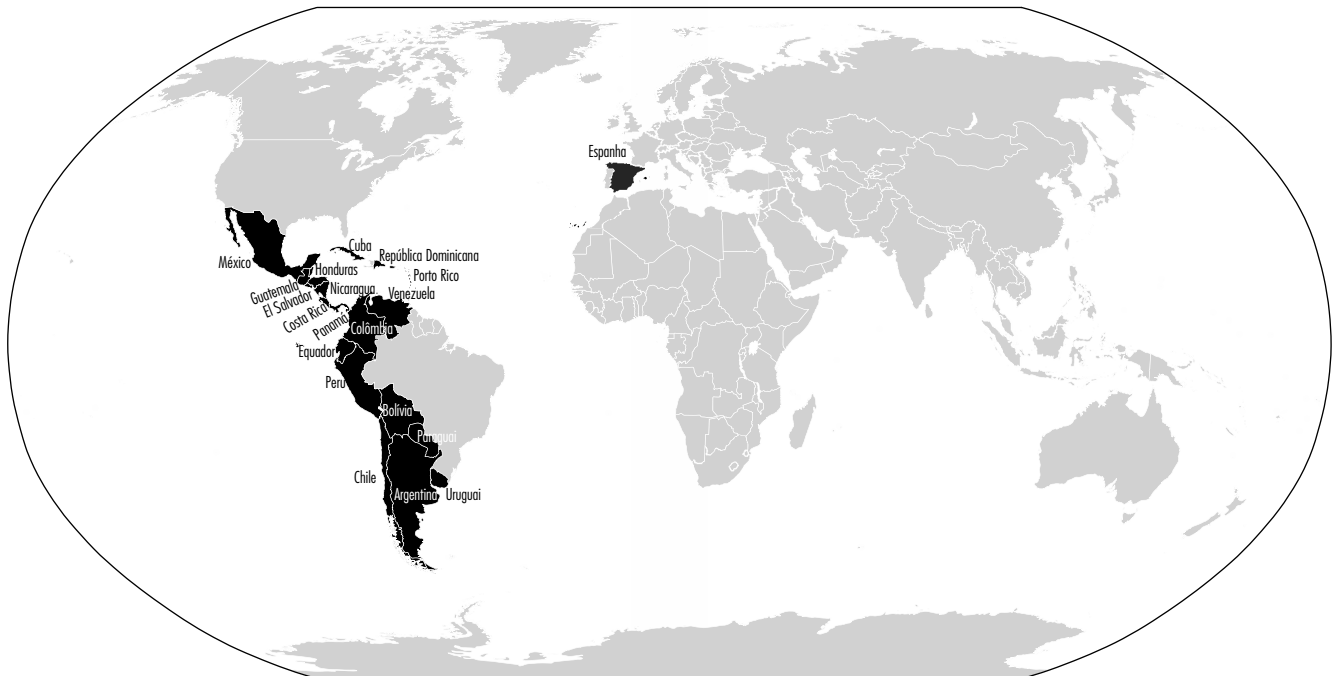 Espanha
Cuba
República Dominicana
México
Honduras
Porto Rico
Guatemala
Nicaragua
Venezuela
El Salvador
Costa Rica
Panamá
Colômbia
Equador
Peru
Bolívia
Paraguai
Chile
Argentina
Uruguai